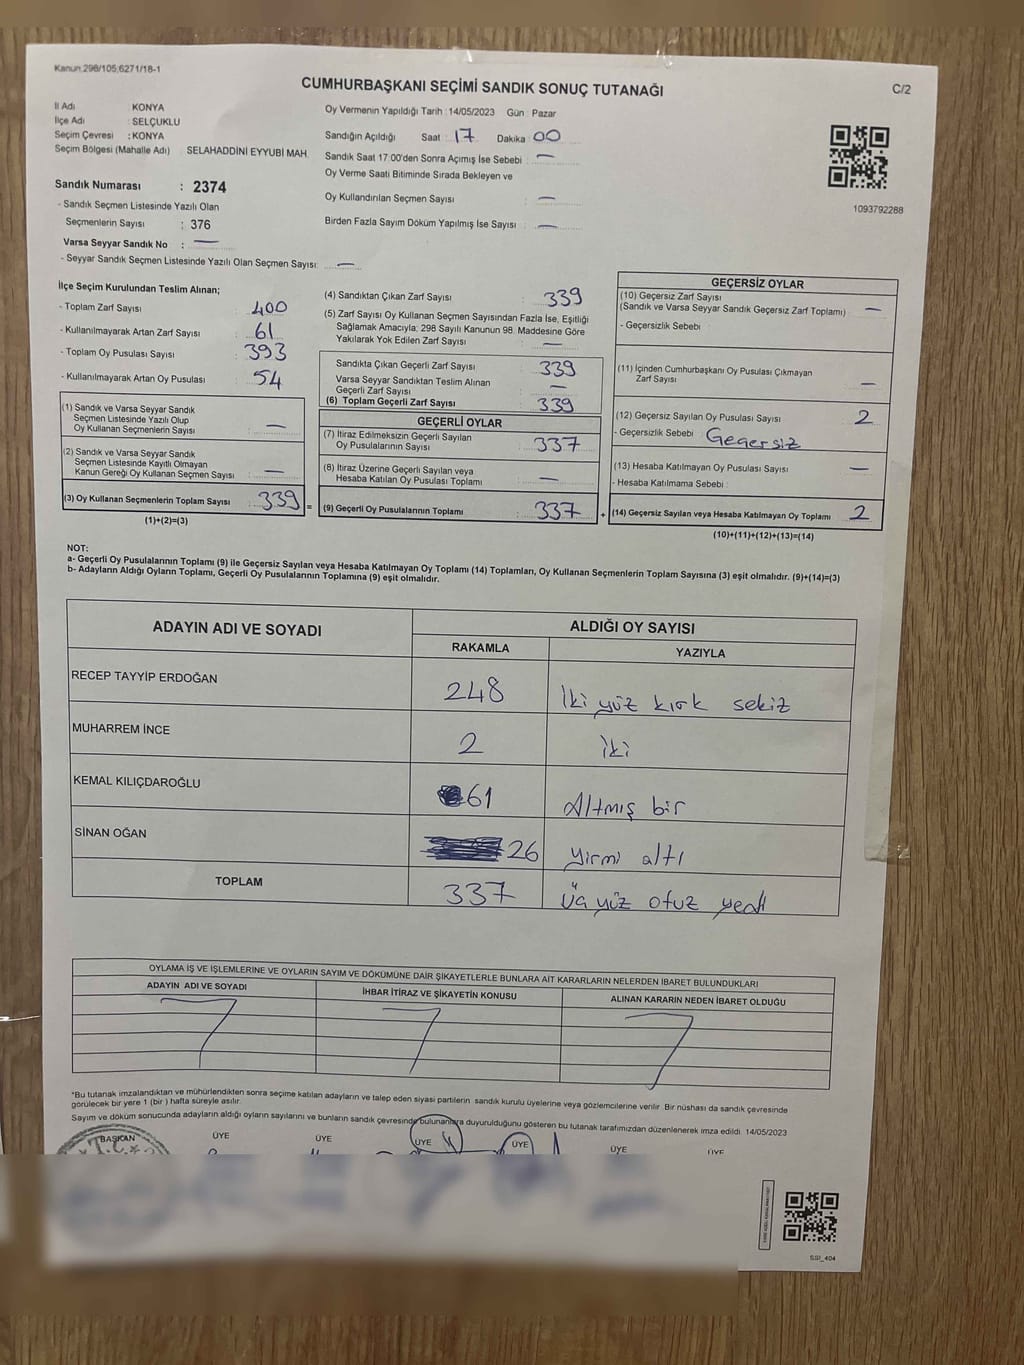 Kanun:298/105;6271/18-1
CUMHURBAŞKANI SEÇİMİ SANDIK SONUÇ TUTANAĞI
C/2
İl Adı : KONYA
İlçe Adı : SELÇUKLU
Seçim Çevresi : KONYA
Seçim Bölgesi (Mahalle Adı) SELAHADDİNİ EYYUBİ MAH.
Sandık Numarası : 2374
- Sandık Seçmen Listesinde Yazılı Olan
Seçmenlerin Sayısı : 376
Varsa Seyyar Sandık No : —
- Seyyar Sandık Seçmen Listesinde Yazılı Olan Seçmen Sayısı: —
Oy Vermenin Yapıldığı Tarih : 14/05/2023 Gün : Pazar
Sandığın Açıldığı Saat : 17 Dakika : 00
Sandık Saat 17:00'den Sonra Açımış İse Sebebi : —
Oy Verme Saati Bitiminde Sırada Bekleyen ve
Oy Kullandırılan Seçmen Sayısı : —
Birden Fazla Sayım Döküm Yapılmış İse Sayısı : —
1093792288
İlçe Seçim Kurulundan Teslim Alınan;
- Toplam Zarf Sayısı : 400
- Kullanılmayarak Artan Zarf Sayısı : 61
- Toplam Oy Pusulası Sayısı : 393
- Kullanılmayarak Artan Oy Pusulası : 54
(1) Sandık ve Varsa Seyyar Sandık
Seçmen Listesinde Yazılı Olup
Oy Kullanan Seçmenlerin Sayısı : —
(2) Sandık ve Varsa Seyyar Sandık
Seçmen Listesinde Kayıtlı Olmayan
Kanun Gereği Oy Kullanan Seçmen Sayısı : —
(3) Oy Kullanan Seçmenlerin Toplam Sayısı : 339 =
(1)+(2)=(3)
(4) Sandıktan Çıkan Zarf Sayısı : 339
(5) Zarf Sayısı Oy Kullanan Seçmen Sayısından Fazla İse, Eşitliği
Sağlamak Amacıyla; 298 Sayılı Kanunun 98. Maddesine Göre
Yakılarak Yok Edilen Zarf Sayısı : —
Sandıkta Çıkan Geçerli Zarf Sayısı : 339
Varsa Seyyar Sandıktan Teslim Alınan
Geçerli Zarf Sayısı : —
(6) Toplam Geçerli Zarf Sayısı : 339
GEÇERLİ OYLAR
(7) İtiraz Edilmeksizin Geçerli Sayılan
Oy Pusulalarının Sayısı : 337
(8) İtiraz Üzerine Geçerli Sayılan veya
Hesaba Katılan Oy Pusulası Toplamı : —
(9) Geçerli Oy Pusulalarının Toplamı : 337 +
GEÇERSİZ OYLAR
(10) Geçersiz Zarf Sayısı
(Sandık ve Varsa Seyyar Sandık Geçersiz Zarf Toplamı) : —
- Geçersizlik Sebebi
(11) İçinden Cumhurbaşkanı Oy Pusulası Çıkmayan
Zarf Sayısı : —
(12) Geçersiz Sayılan Oy Pusulası Sayısı : 2
- Geçersizlik Sebebi : Geçersiz
(13) Hesaba Katılmayan Oy Pusulası Sayısı : —
- Hesaba Katılmama Sebebi :
(14) Geçersiz Sayılan veya Hesaba Katılmayan Oy Toplamı : 2
(10)+(11)+(12)+(13)=(14)
NOT:
a- Geçerli Oy Pusulalarının Toplamı (9) ile Geçersiz Sayılan veya Hesaba Katılmayan Oy Toplamı (14) Toplamları, Oy Kullanan Seçmenlerin Toplam Sayısına (3) eşit olmalıdır. (9)+(14)=(3)
b- Adayların Aldığı Oyların Toplamı, Geçerli Oy Pusulalarının Toplamına (9) eşit olmalıdır.
ADAYIN ADI VE SOYADI
ALDIĞI OY SAYISI
RAKAMLA YAZIYLA
RECEP TAYYİP ERDOĞAN 248 İki yüz kırk sekiz
MUHARREM İNCE 2 iki
KEMAL KILIÇDAROĞLU 61 Altmış bir
SİNAN OĞAN 26 yirmi altı
TOPLAM 337 üç yüz otuz yedi
OYLAMA İŞ VE İŞLEMLERİNE VE OYLARIN SAYIM VE DÖKÜMÜNE DAİR ŞİKAYETLERLE BUNLARA AİT KARARLARIN NELERDEN İBARET BULUNDUKLARI
ADAYIN ADI VE SOYADI İHBAR İTİRAZ VE ŞİKAYETİN KONUSU ALINAN KARARIN NEDEN İBARET OLDUĞU
*Bu tutanak imzalandıktan ve mühürlendikten sonra seçime katılan adayların ve talep eden siyasi partilerin sandık kurulu üyelerine veya gözlemcilerine verilir. Bir nüshası da sandık çevresinde
görülecek bir yere 1 (bir) hafta süreyle asılır.
Sayım ve döküm sonucunda adayların aldığı oyların sayılarını ve bunların sandık çevresinde bulunanlara duyurulduğunu gösteren bu tutanak tarafımızdan düzenlenerek imza edildi. 14/05/2023
BAŞKAN ÜYE ÜYE ÜYE ÜYE ÜYE ÜYE
T.C.
SSI_404